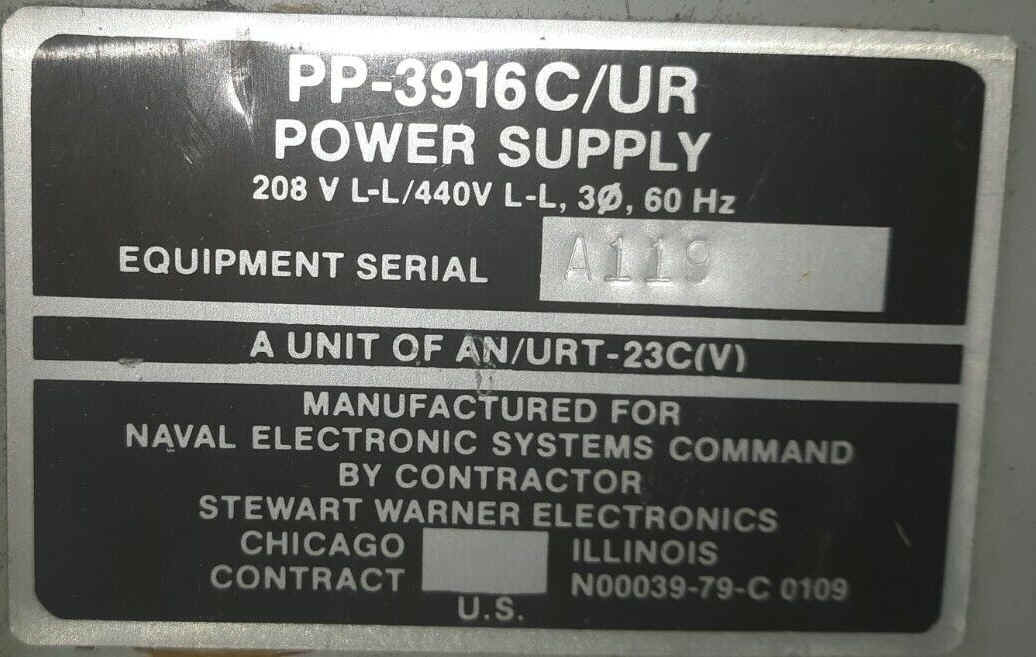 PP-3916C/UR
POWER SUPPLY
208 V L-L/440V L-L, 3Ø, 60 Hz
EQUIPMENT SERIAL A119
A UNIT OF AN/URT-23C(V)
MANUFACTURED FOR
NAVAL ELECTRONIC SYSTEMS COMMAND
BY CONTRACTOR
STEWART WARNER ELECTRONICS
CHICAGO ILLINOIS
CONTRACT N00039-79-C 0109
U.S.